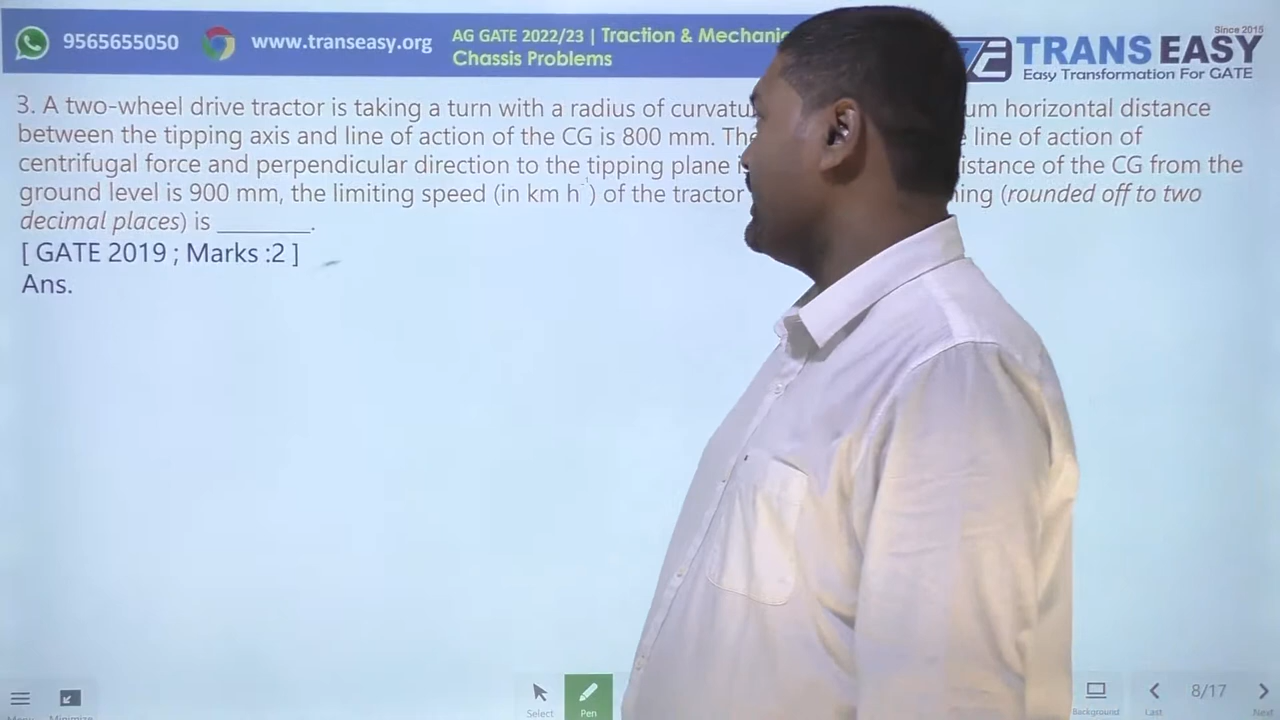 9565655050
www.transeasy.org
AG GATE 2022/23 | Traction & Mechanic
Chassis Problems
Since 2015
TRANS EASY
Easy Transformation For GATE
3. A two-wheel drive tractor is taking a turn with a radius of curvatu um horizontal distance
between the tipping axis and line of action of the CG is 800 mm. The line of action of
centrifugal force and perpendicular direction to the tipping plane i istance of the CG from the
ground level is 900 mm, the limiting speed (in km h⁻¹) of the tractor ning (rounded off to two
decimal places) is ________.
[ GATE 2019 ; Marks :2 ]
Ans.
Menu
Minimize
Select
Pen
Background
Last
8/17
Next